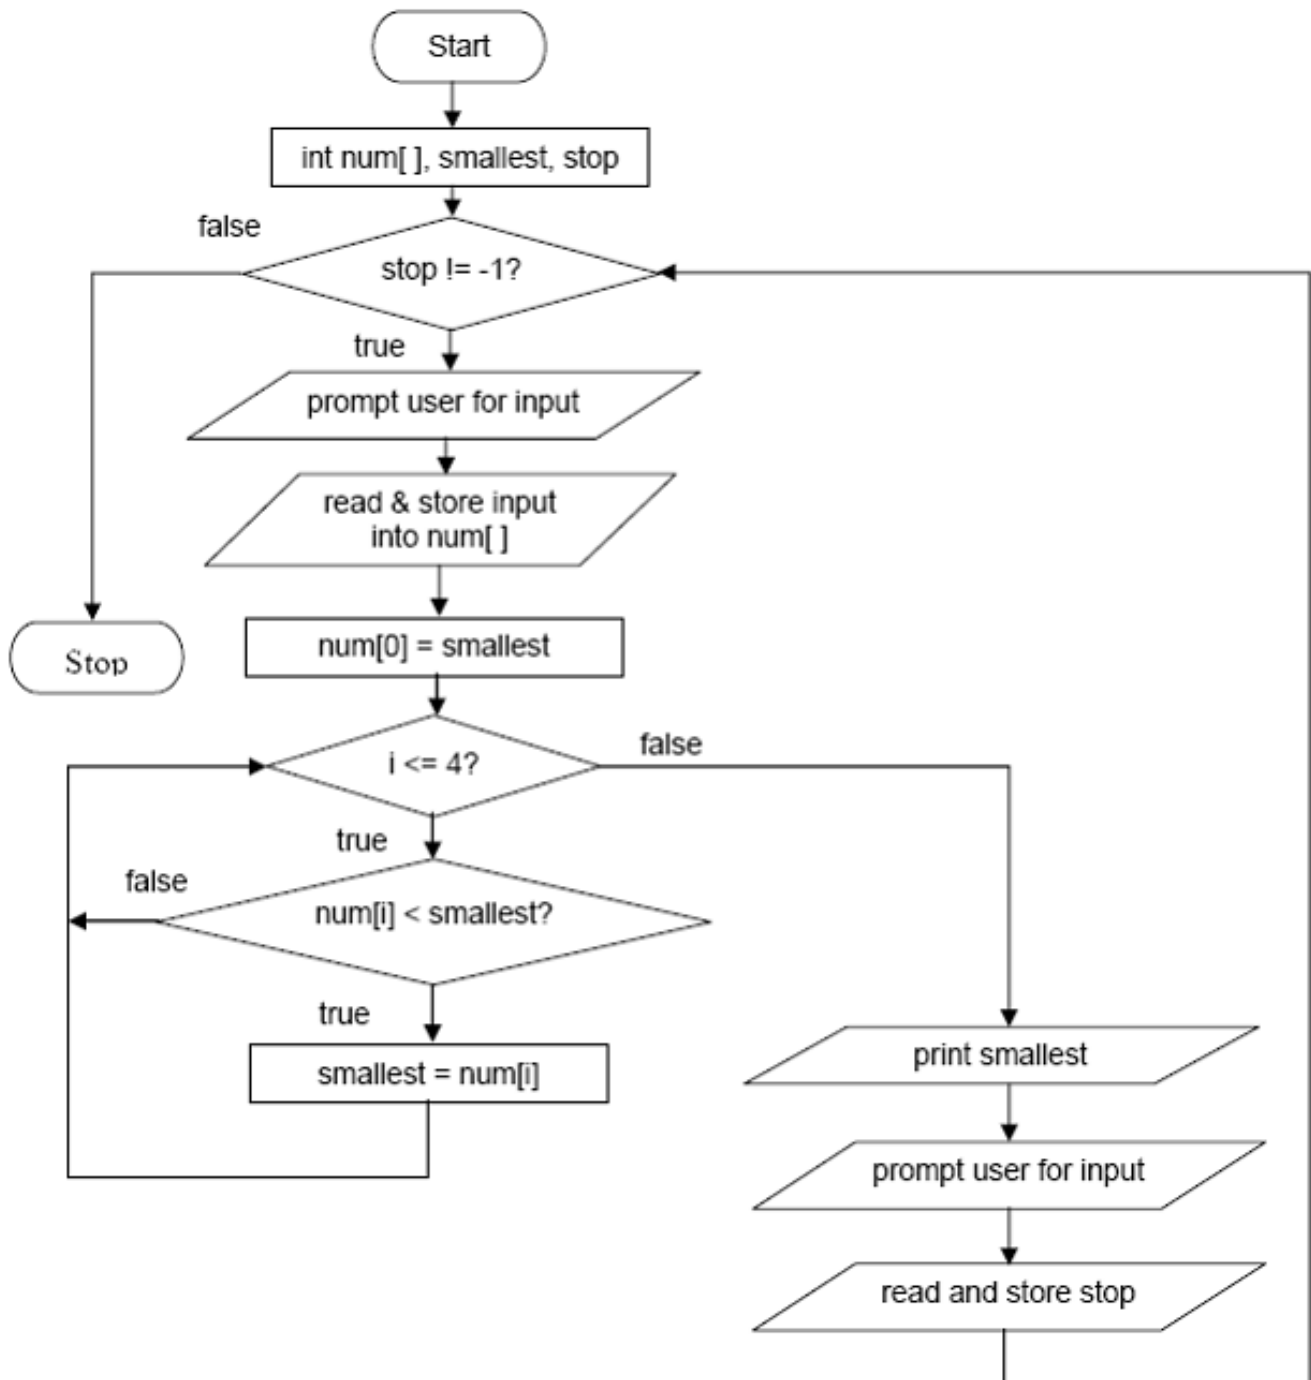 Start
int num[ ], smallest, stop
false
stop != -1?
true
prompt user for input
read & store input
into num[ ]
num[0] = smallest
Stop
i <= 4?
false
true
false
num[i] < smallest?
true
smallest = num[i]
print smallest
prompt user for input
read and store stop